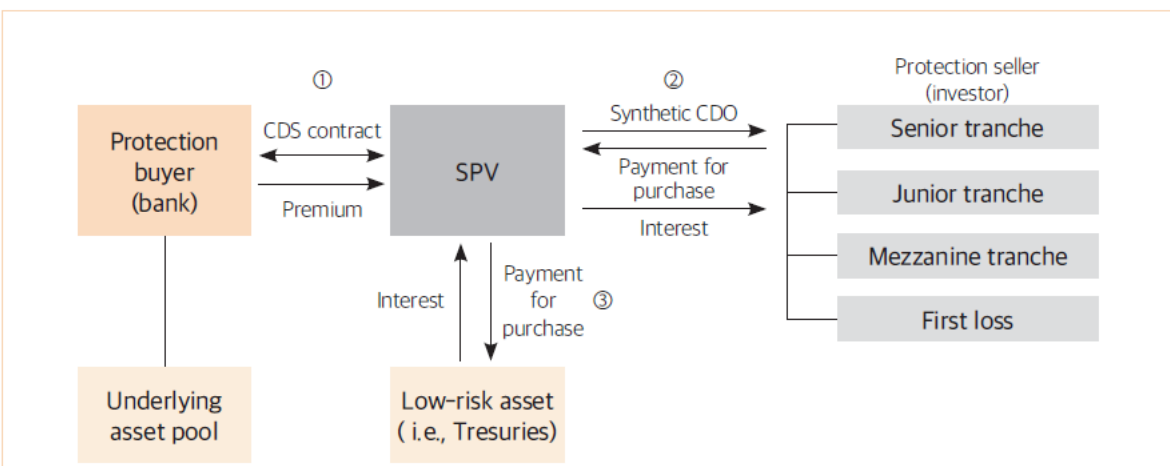 ①
②
Protection seller
(investor)
Protection
buyer
(bank)
CDS contract
Premium
SPV
Synthetic CDO
Payment for
purchase
Interest
Senior tranche
Junior tranche
Mezzanine tranche
First loss
Interest
Payment
for
purchase
③
Underlying
asset pool
Low-risk asset
( i.e., Tresuries)